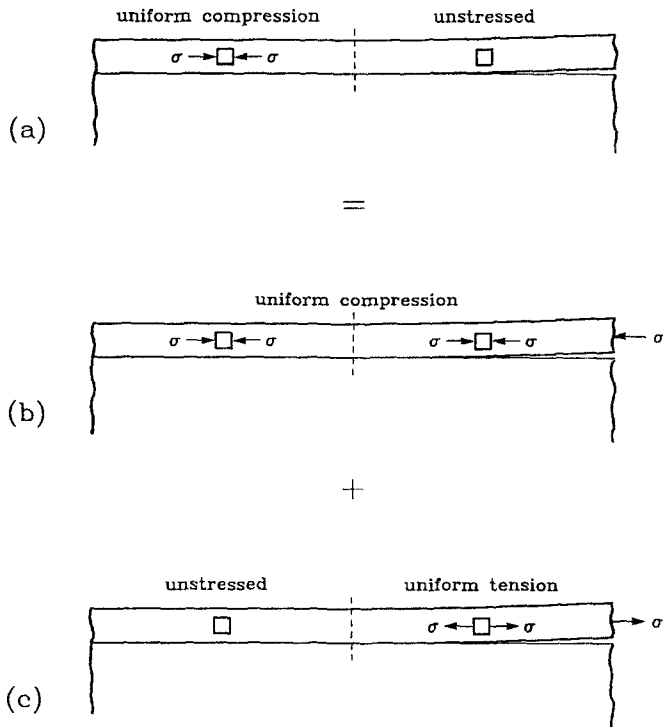 uniform compression unstressed
σ σ
(a)
=
uniform compression
σ σ σ σ σ
(b)
+
unstressed uniform tension
σ σ σ
(c)